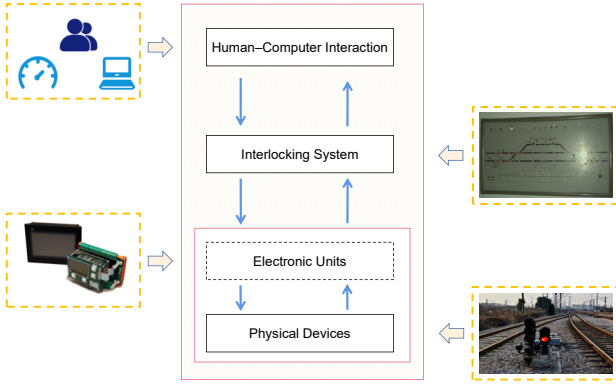 Human–Computer Interaction
Interlocking System
Electronic Units
Physical Devices